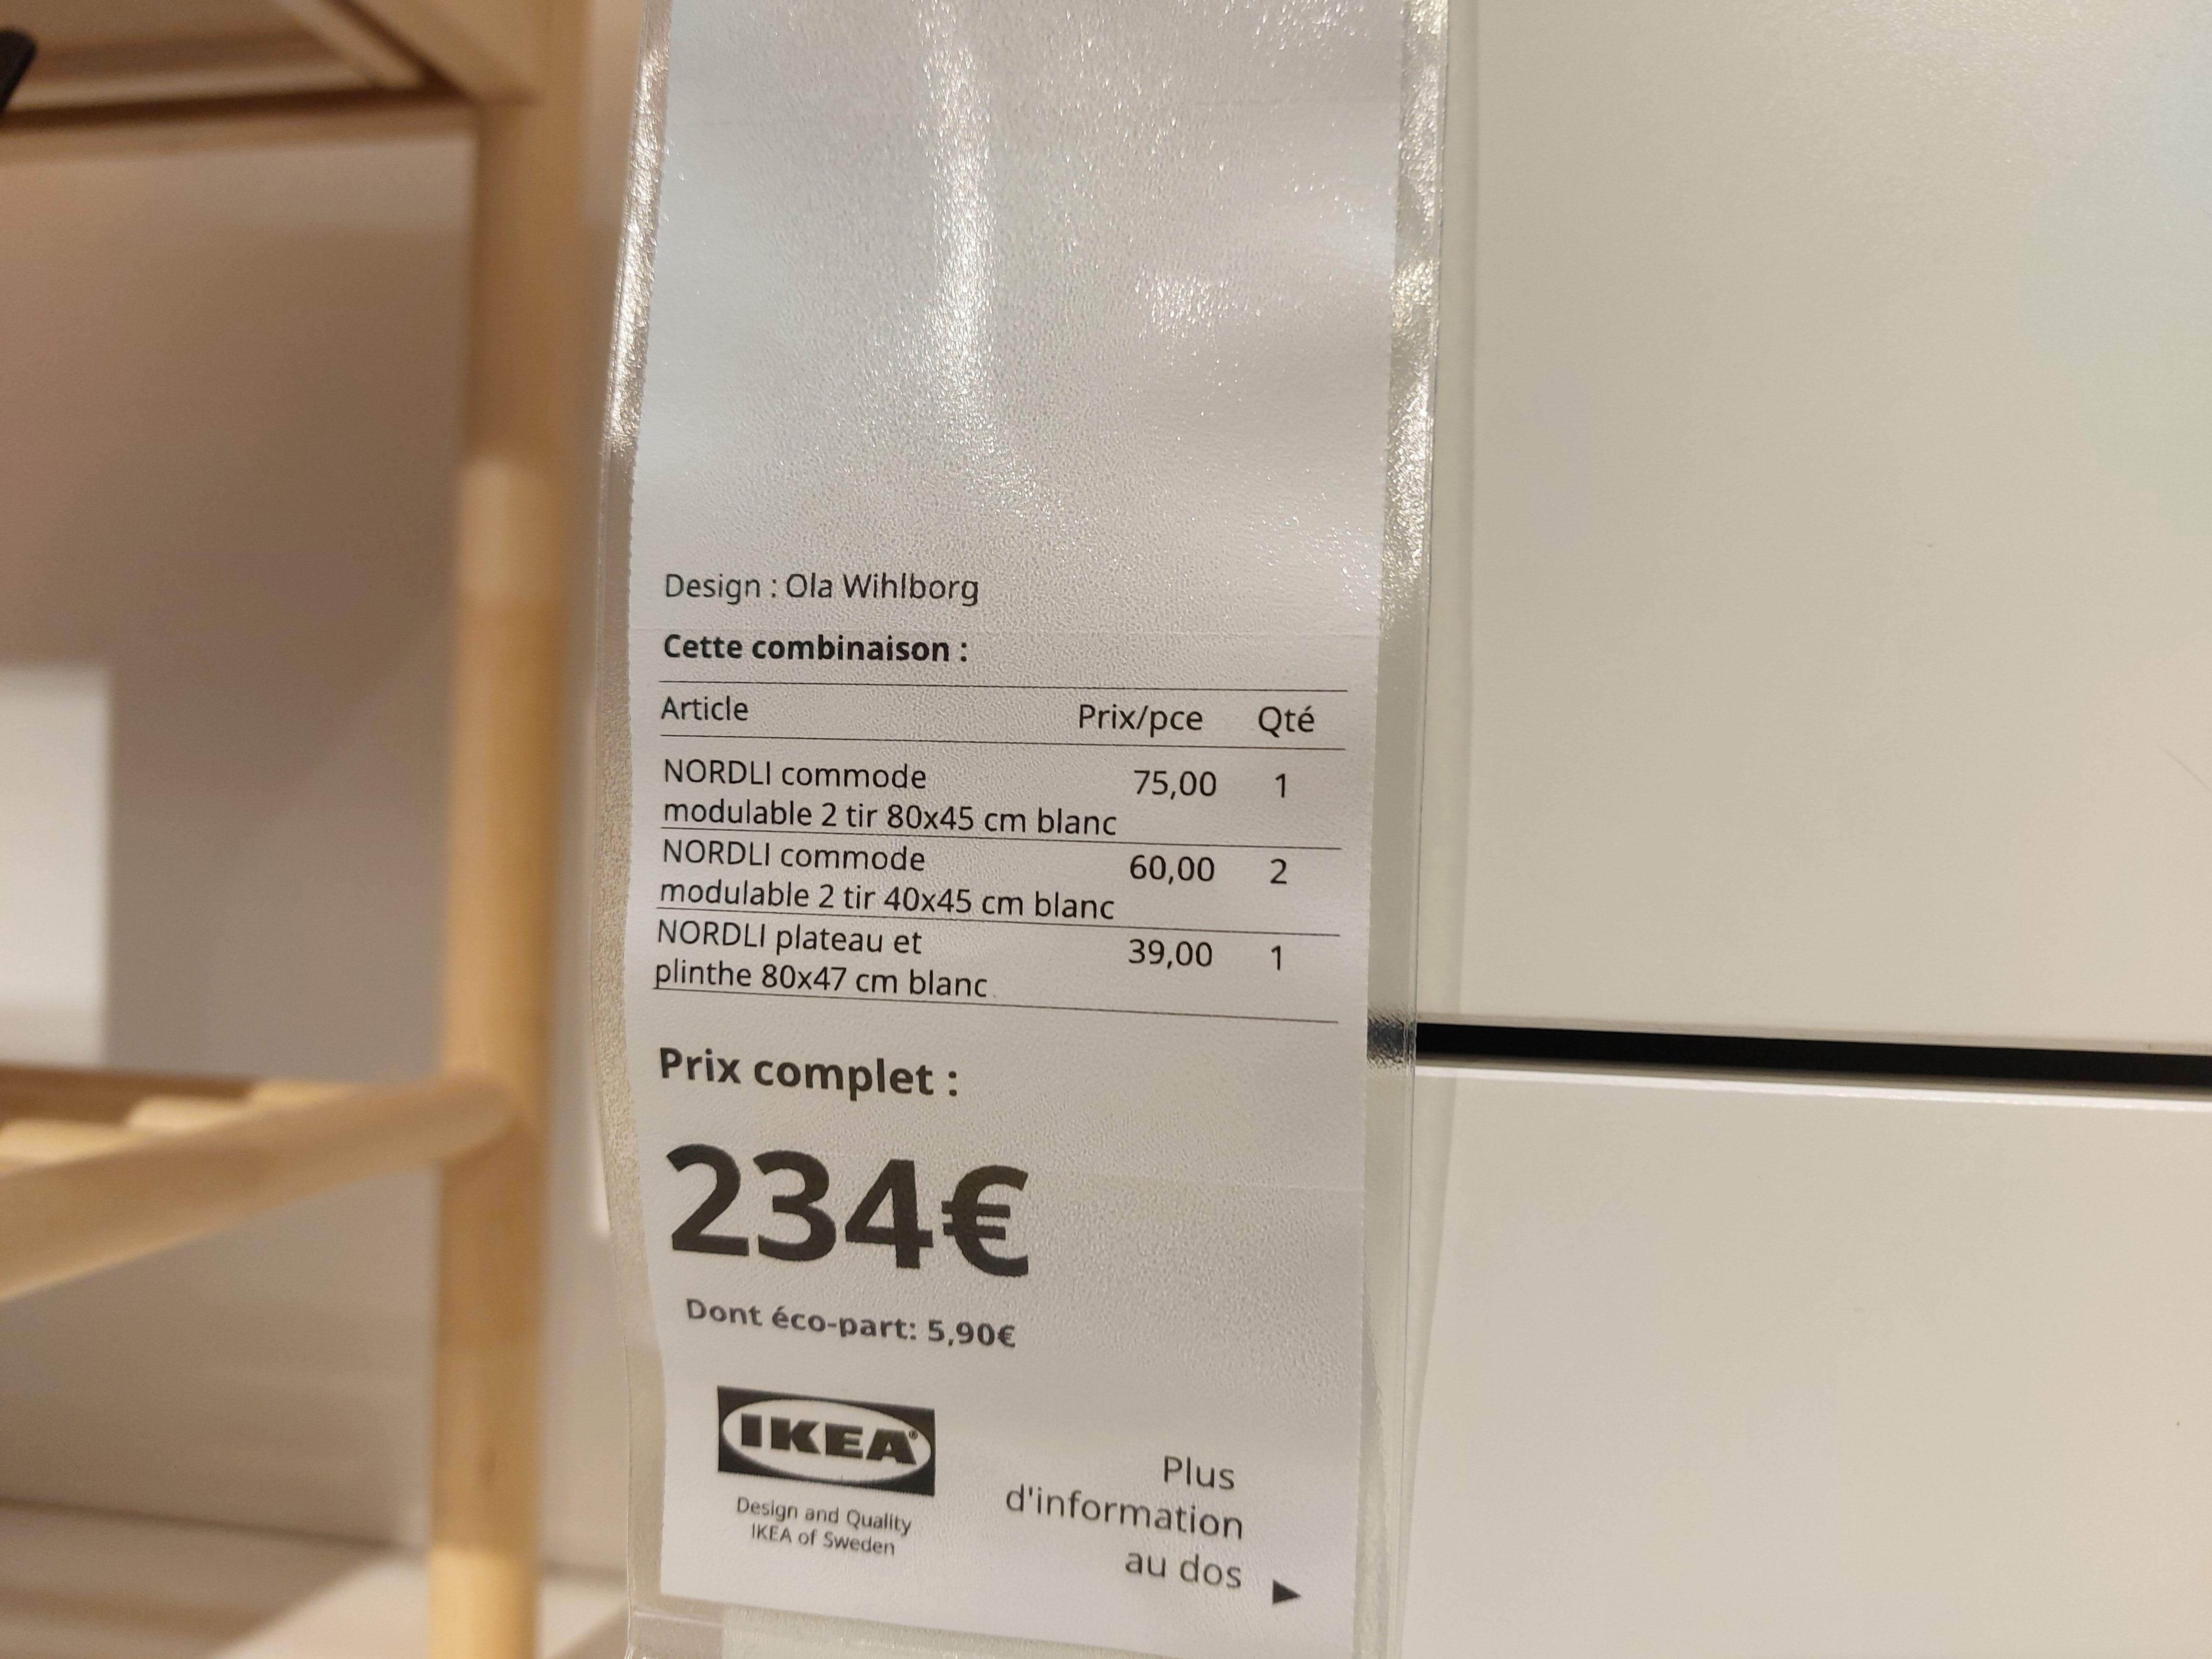 Design : Ola Wihlborg
Cette combinaison :
Article Prix/pce Qté
NORDLI commode 75,00 1
modulable 2 tir 80x45 cm blanc
NORDLI commode 60,00 2
modulable 2 tir 40x45 cm blanc
NORDLI plateau et 39,00 1
plinthe 80x47 cm blanc
Prix complet :
234€
Dont éco-part: 5,90€
IKEA®
Design and Quality
IKEA of Sweden
Plus
d'information
au dos